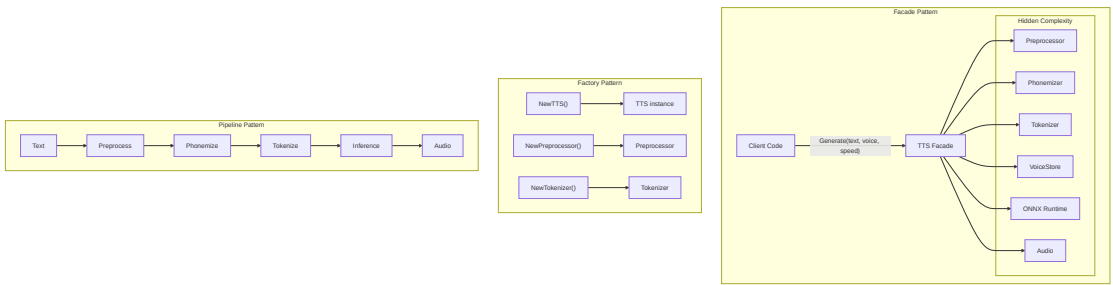 Pipeline Pattern
Text
Preprocess
Phonemize
Tokenize
Inference
Audio
Factory Pattern
NewTTS()
TTS instance
NewPreprocessor()
Preprocessor
NewTokenizer()
Tokenizer
Facade Pattern
Client Code
Generate(text, voice,
speed)
TTS Facade
Hidden Complexity
Preprocessor
Phonemizer
Tokenizer
VoiceStore
ONNX Runtime
Audio